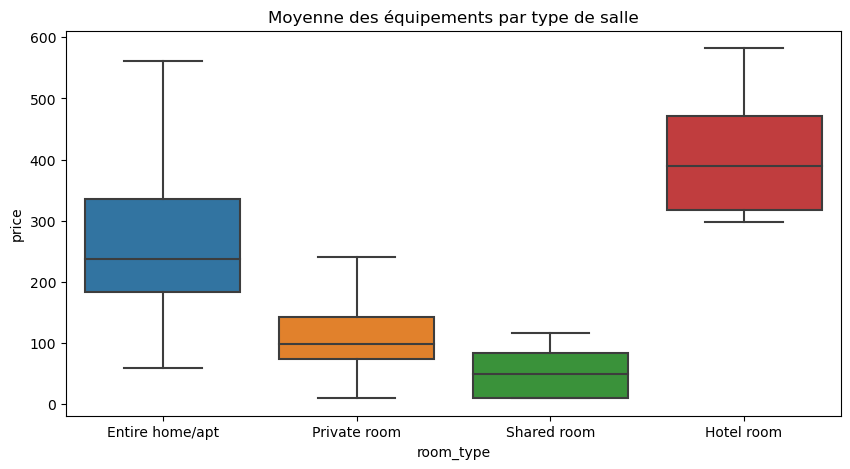 Moyenne des équipements par type de salle
600
500
400
300
200
100
0
price
Entire home/apt
Private room
Shared room
Hotel room
room_type